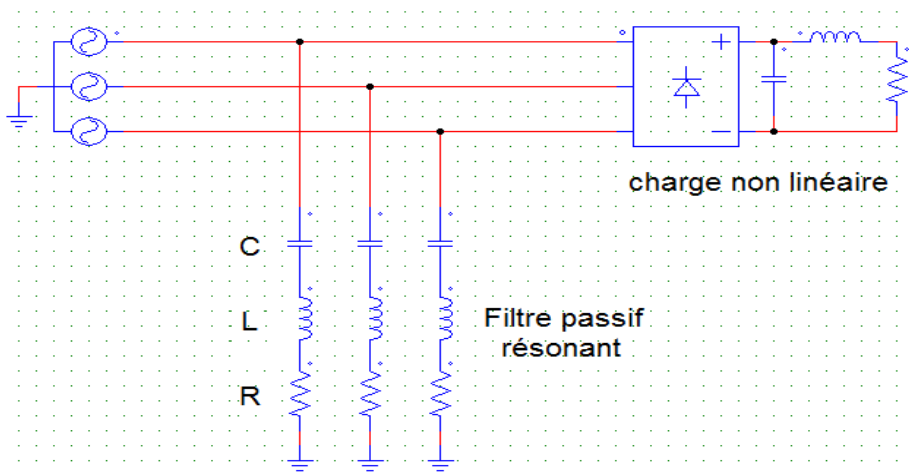 +
−
charge non linéaire
C
L
Filtre passif
résonant
R